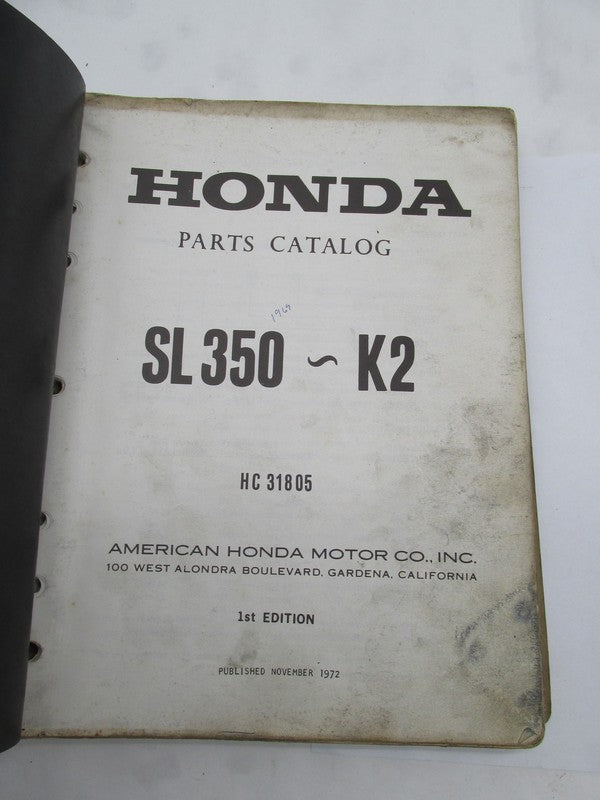 HONDA
PARTS CATALOG
1969
SL 350 ~ K2
HC 31805
AMERICAN HONDA MOTOR CO., INC.
100 WEST ALONDRA BOULEVARD, GARDENA, CALIFORNIA
1st EDITION
PUBLISHED NOVEMBER 1972